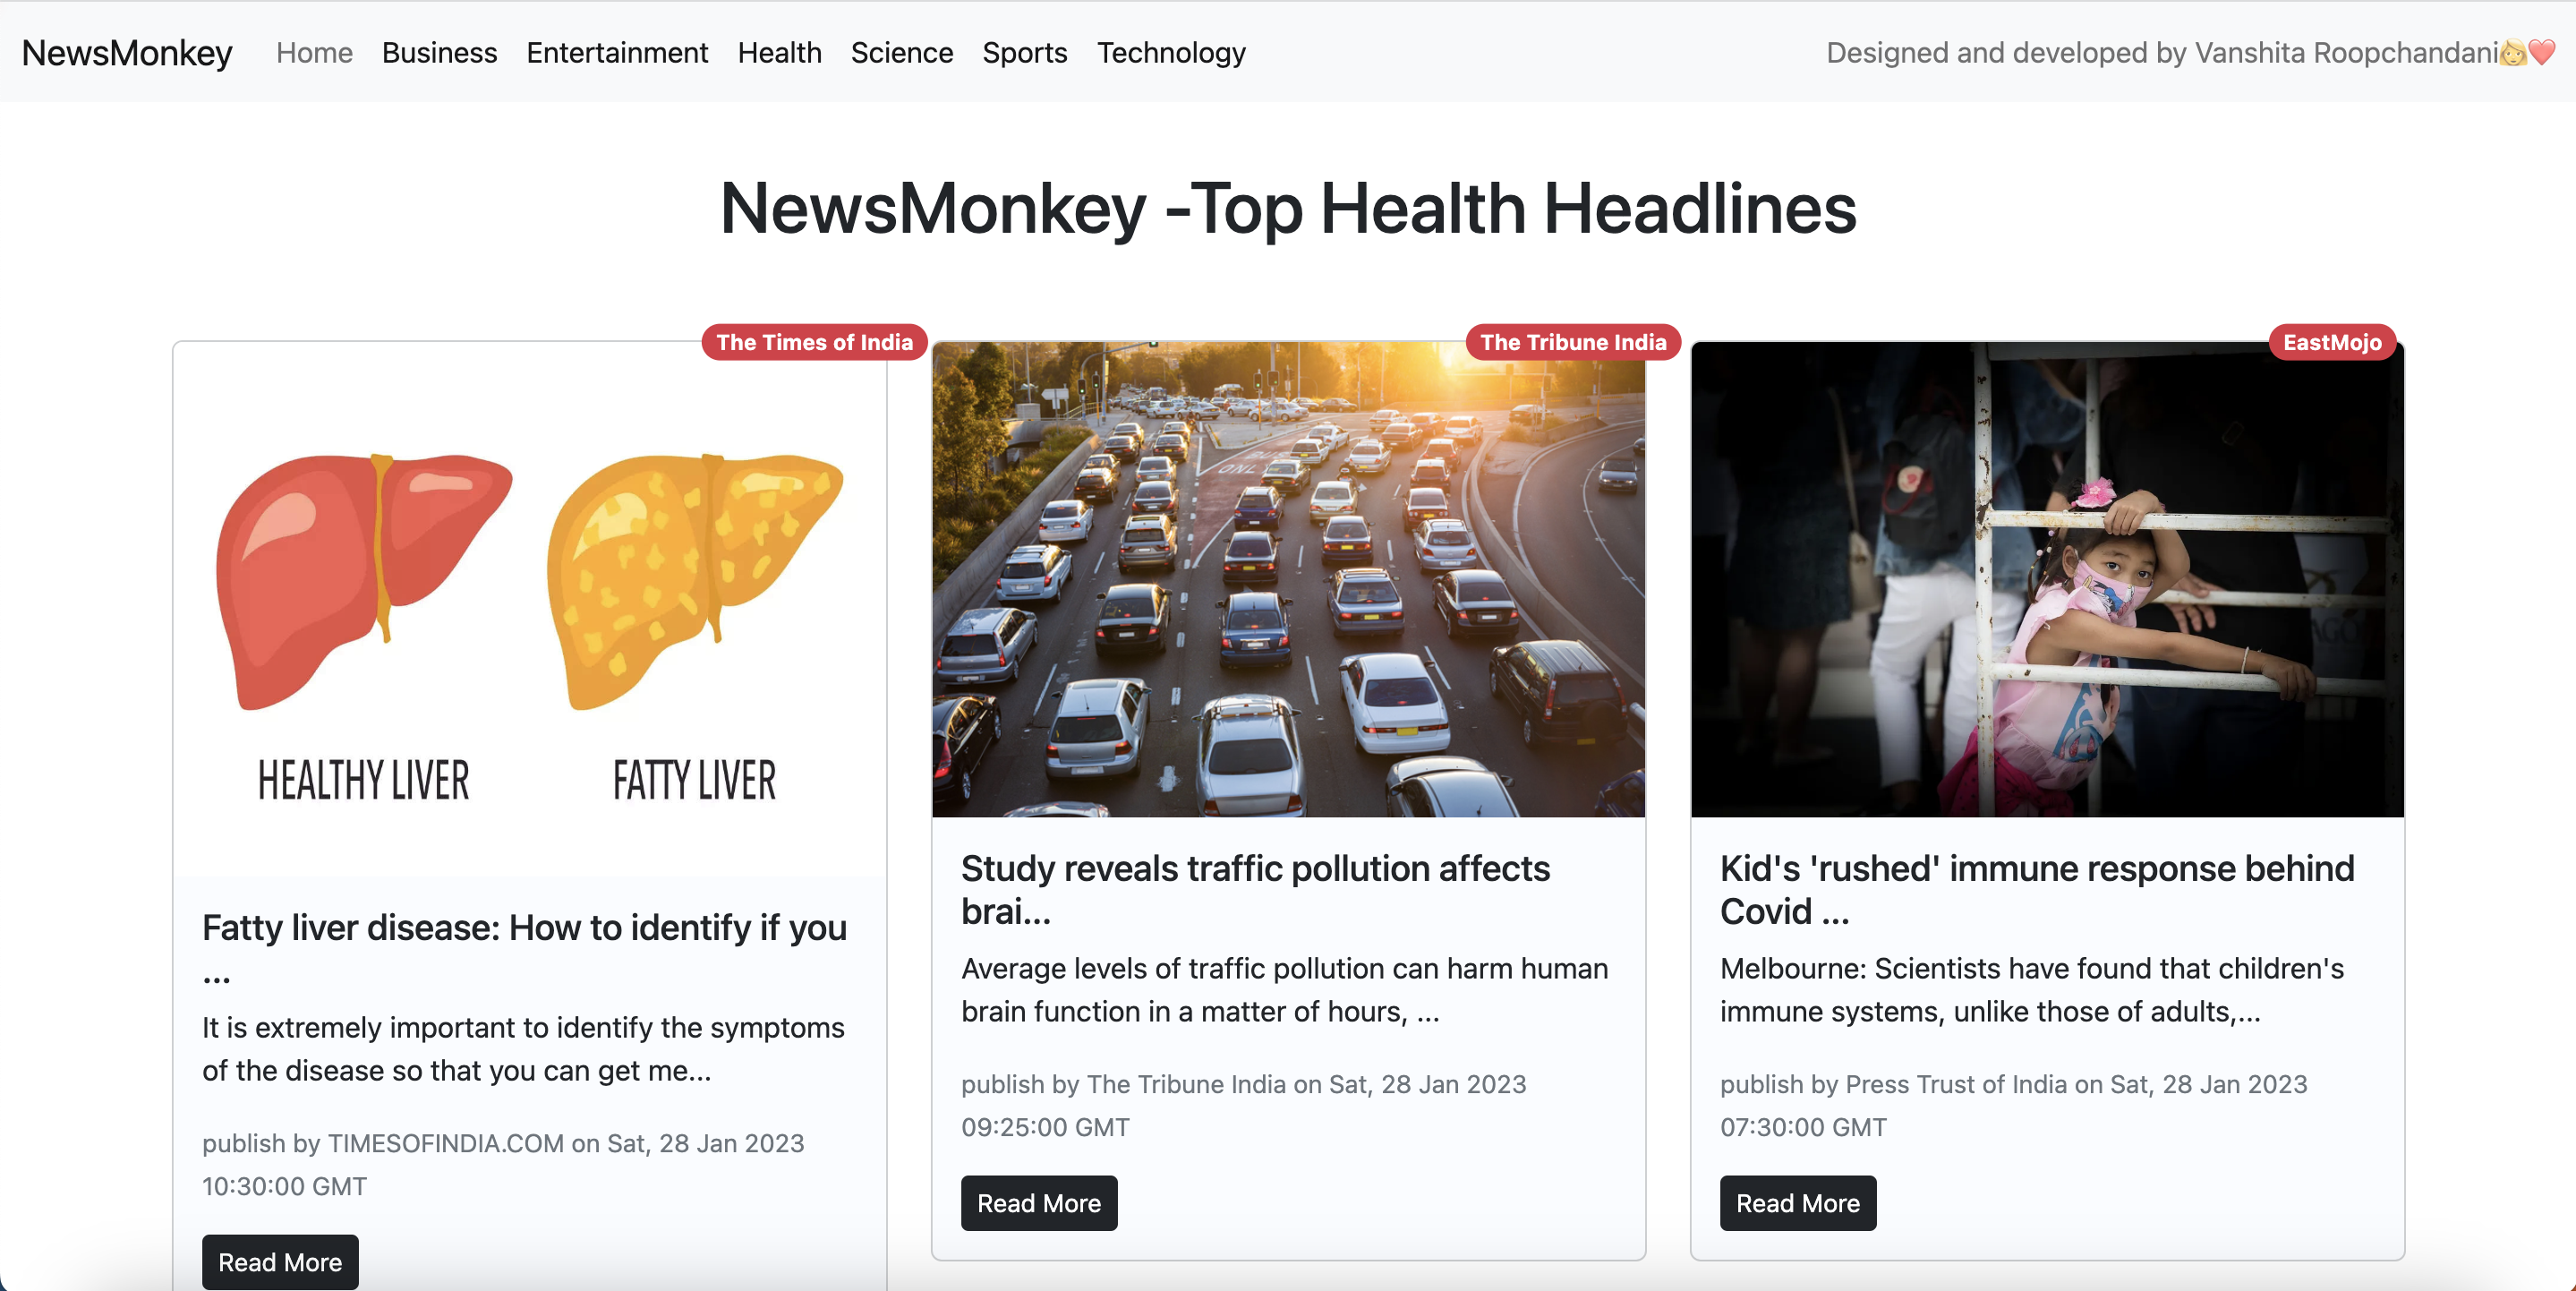 NewsMonkey Home Business Entertainment Health Science Sports Technology Designed and developed by Vanshita Roopchandani👩❤️
NewsMonkey -Top Health Headlines
The Times of India
HEALTHY LIVER FATTY LIVER
Fatty liver disease: How to identify if you
...
It is extremely important to identify the symptoms
of the disease so that you can get me...
publish by TIMESOFINDIA.COM on Sat, 28 Jan 2023
10:30:00 GMT
Read More
The Tribune India
BUS
ONLY
Study reveals traffic pollution affects
brai...
Average levels of traffic pollution can harm human
brain function in a matter of hours, ...
publish by The Tribune India on Sat, 28 Jan 2023
09:25:00 GMT
Read More
EastMojo
Kid's 'rushed' immune response behind
Covid ...
Melbourne: Scientists have found that children's
immune systems, unlike those of adults,...
publish by Press Trust of India on Sat, 28 Jan 2023
07:30:00 GMT
Read More